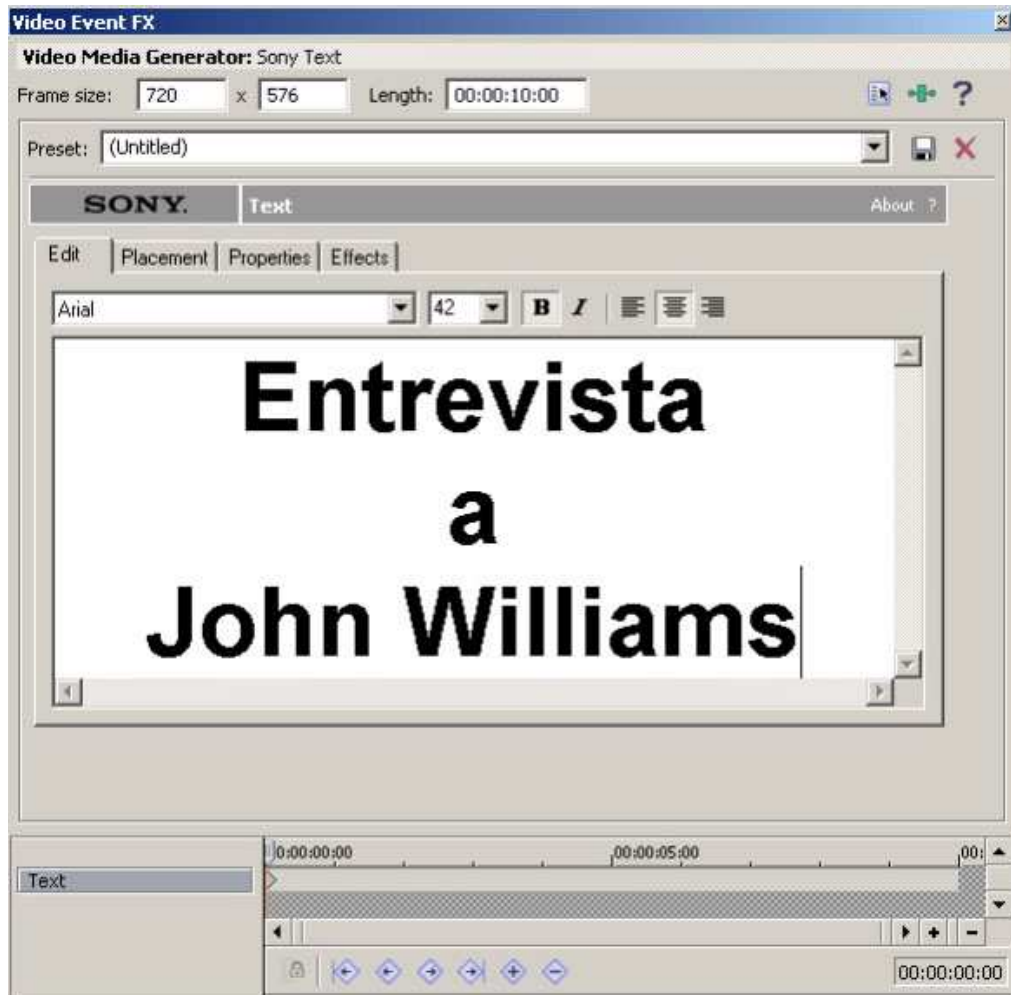 Video Event FX
Video Media Generator: Sony Text
Frame size: 720 x 576 Length: 00:00:10:00 ?
Preset: (Untitled)
SONY. Text About ?
Edit Placement Properties Effects
Arial 42 B I
Entrevista
a
John Williams
0:00:00:00 00:00:05:00 00:
Text
00:00:00:00